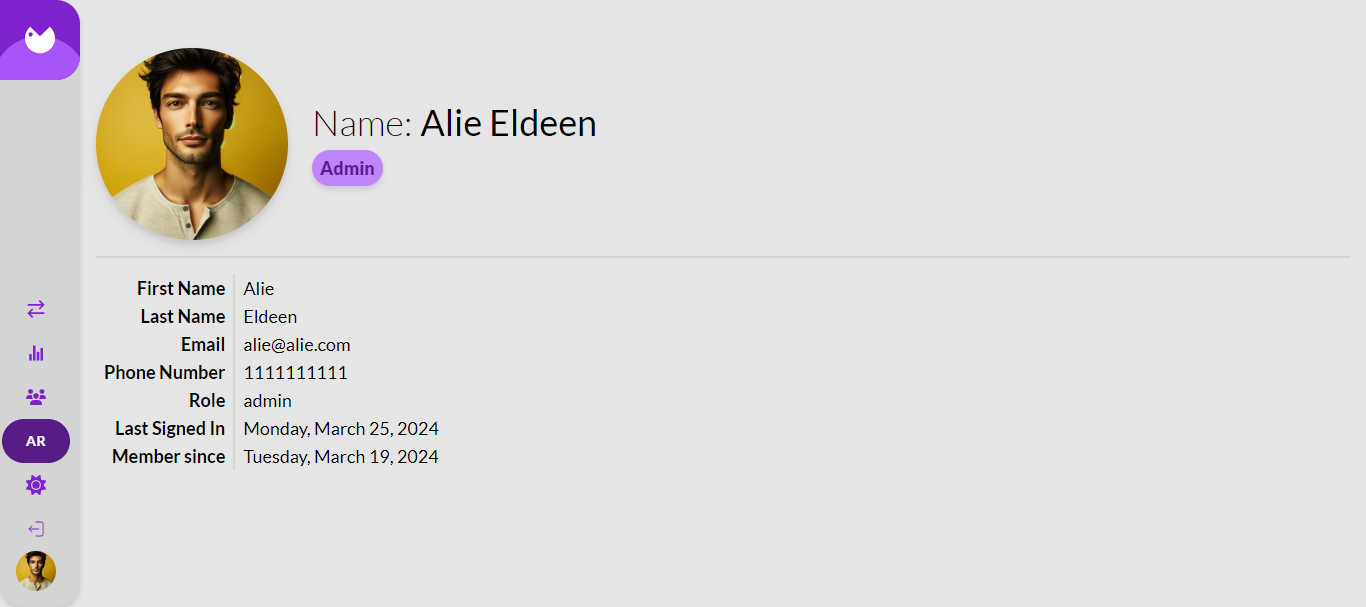 Name: Alie Eldeen
Admin
First Name Alie
Last Name Eldeen
Email alie@alie.com
Phone Number 1111111111
Role admin
Last Signed In Monday, March 25, 2024
Member since Tuesday, March 19, 2024
AR